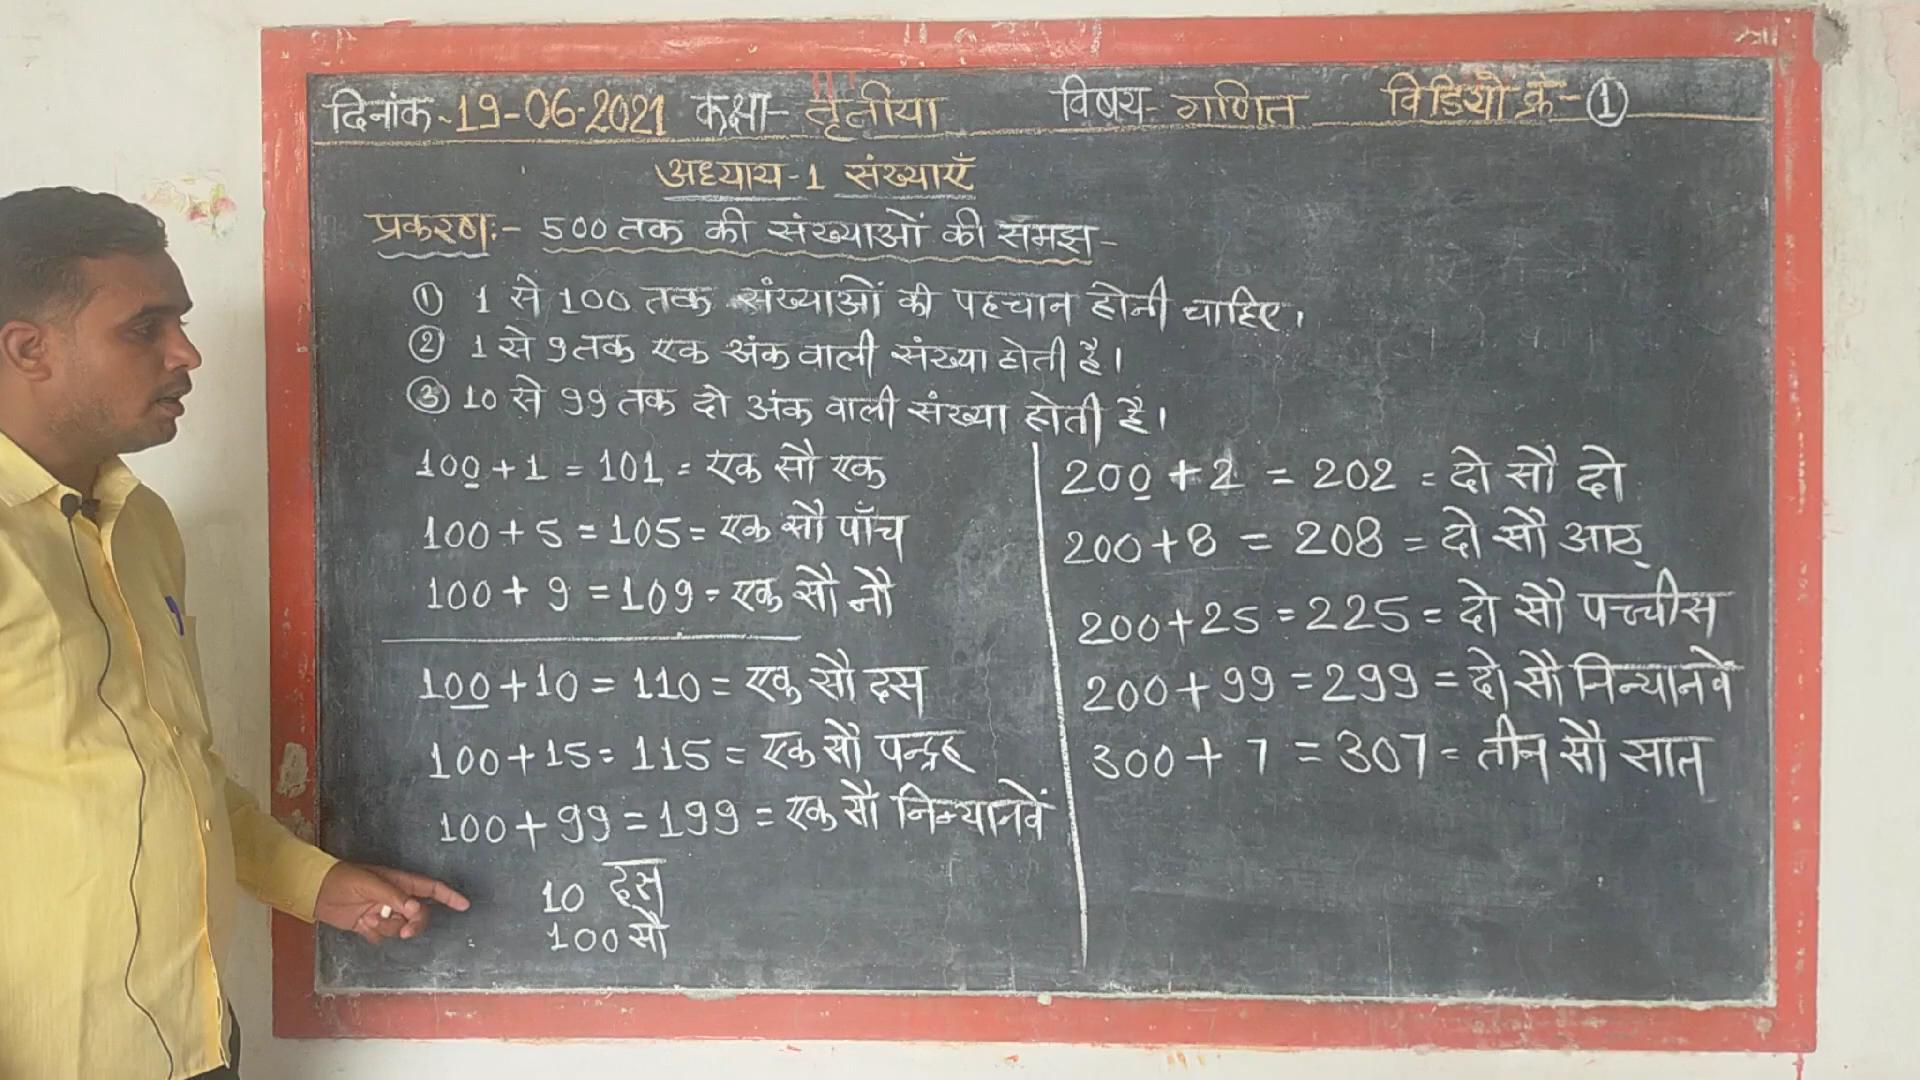 दिनांक-19-06-2021 कक्षा- तृतीया विषय- गणित विडियो क्रं-①
अध्याय-1 संख्याएँ
प्रकरण:- 500 तक की संख्याओं की समझ-
① 1 से 100 तक संख्याओं की पहचान होनी चाहिए।
② 1 से 9 तक एक अंक वाली संख्या होती है।
③ 10 से 99 तक दो अंक वाली संख्या होती है।
100 + 1 = 101 = एक सौ एक
100 + 5 = 105 = एक सौ पाँच
100 + 9 = 109 = एक सौ नौ
100 + 10 = 110 = एक सौ दस
100 + 15 = 115 = एक सौ पन्द्रह
100 + 99 = 199 = एक सौ निन्यानवें
10 दस
100 सौ
200 + 2 = 202 = दो सौ दो
200 + 8 = 208 = दो सौ आठ
200 + 25 = 225 = दो सौ पच्चीस
200 + 99 = 299 = दो सौ निन्यानवे
300 + 7 = 307 = तीन सौ सात